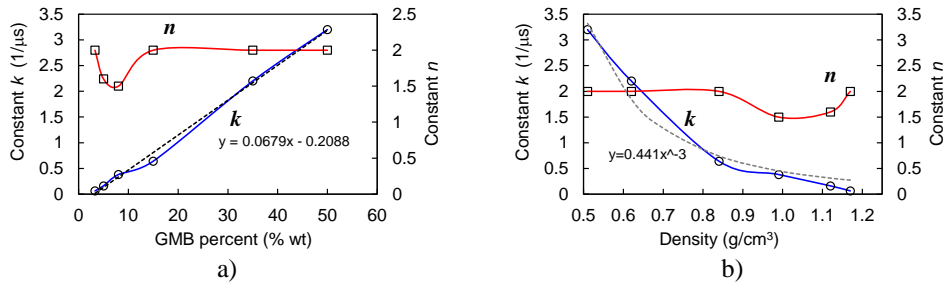 Constant k (1/μs)
3.5
3
2.5
2
1.5
1
0.5
0
n
k
y = 0.0679x - 0.2088
2.5
2
1.5
1
0.5
0
Constant n
0 10 20 30 40 50 60
GMB percent (% wt)
a)
Constant k (1/μs)
3.5
3
2.5
2
1.5
1
0.5
0
n
k
y=0.441x^-3
3.5
3
2.5
2
1.5
1
0.5
0
Constant n
0.5 0.6 0.7 0.8 0.9 1.0 1.1 1.2
Density (g/cm³)
b)